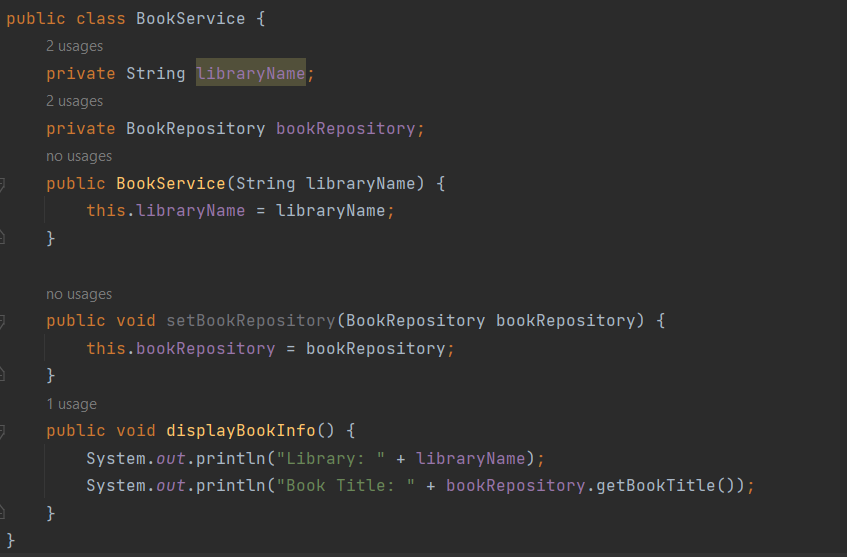 public class BookService {
2 usages
private String libraryName;
2 usages
private BookRepository bookRepository;
no usages
public BookService(String libraryName) {
this.libraryName = libraryName;
}
no usages
public void setBookRepository(BookRepository bookRepository) {
this.bookRepository = bookRepository;
}
1 usage
public void displayBookInfo() {
System.out.println("Library: " + libraryName);
System.out.println("Book Title: " + bookRepository.getBookTitle());
}
}